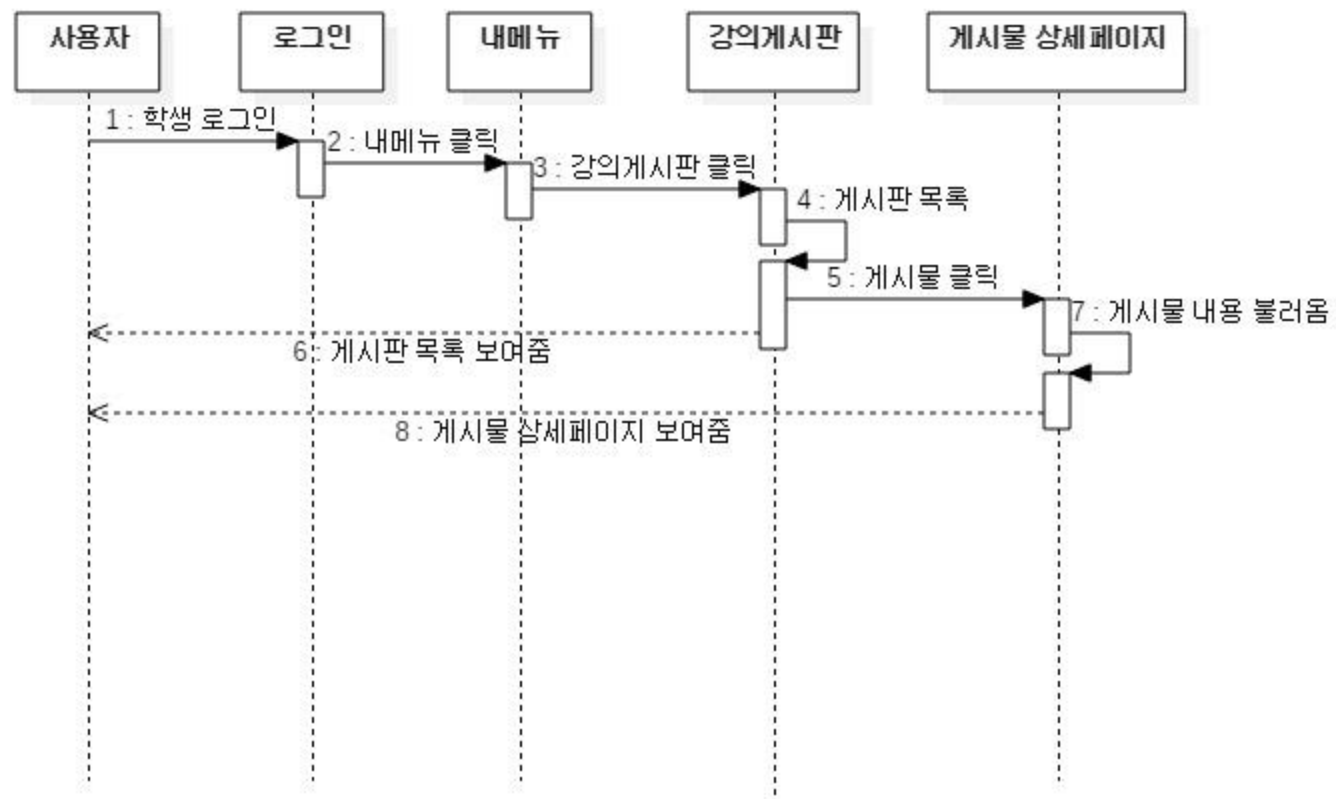 사용자
로그인
내메뉴
강의게시판
게시물 상세페이지
1 : 학생 로그인
2 : 내메뉴 클릭
3 : 강의게시판 클릭
4 : 게시판 목록
5 : 게시물 클릭
7 : 게시물 내용 불러옴
6 : 게시판 목록 보여줌
8 : 게시물 상세페이지 보여줌